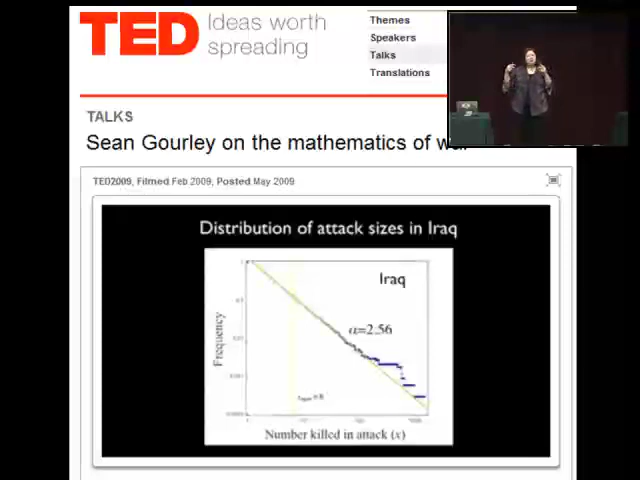 TED
Ideas worth
spreading
Themes
Speakers
Talks
Translations
TALKS
Sean Gourley on the mathematics of war
TED2009, Filmed Feb 2009, Posted May 2009
Distribution of attack sizes in Iraq
Iraq
α=2.56
Frequency
Number killed in attack (x)